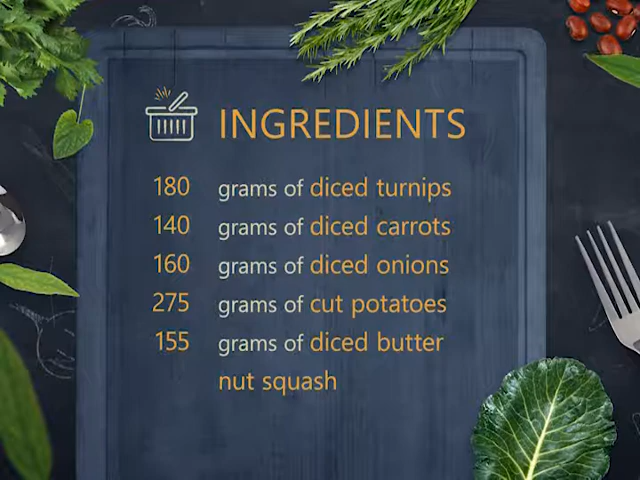 INGREDIENTS
180 grams of diced turnips
140 grams of diced carrots
160 grams of diced onions
275 grams of cut potatoes
155 grams of diced butter
nut squash